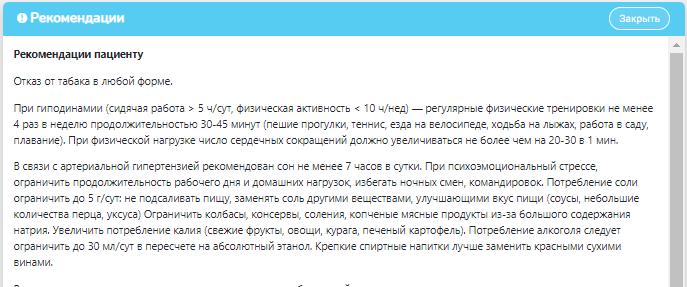 Рекомендации
Закрыть
Рекомендации пациенту
Отказ от табака в любой форме.
При гиподинамии (сидячая работа > 5 ч/сут, физическая активность < 10 ч/нед) — регулярные физические тренировки не менее
4 раз в неделю продолжительностью 30-45 минут (пешие прогулки, теннис, езда на велосипеде, ходьба на лыжах, работа в саду,
плавание). При физической нагрузке число сердечных сокращений должно увеличиваться не более чем на 20-30 в 1 мин.
В связи с артериальной гипертензией рекомендован сон не менее 7 часов в сутки. При психоэмоциональный стрессе,
ограничить продолжительность рабочего дня и домашних нагрузок, избегать ночных смен, командировок. Потребление соли
ограничить до 5 г/сут: не подсаливать пищу, заменять соль другими веществами, улучшающими вкус пищи (соусы, небольшие
количества перца, уксуса) Ограничить колбасы, консервы, соления, копченые мясные продукты из-за большого содержания
натрия. Увеличить потребление калия (свежие фрукты, овощи, курага, печеный картофель). Потребление алкоголя следует
ограничить до 30 мл/сут в пересчете на абсолютный этанол. Крепкие спиртные напитки лучше заменить красными сухими
винами.